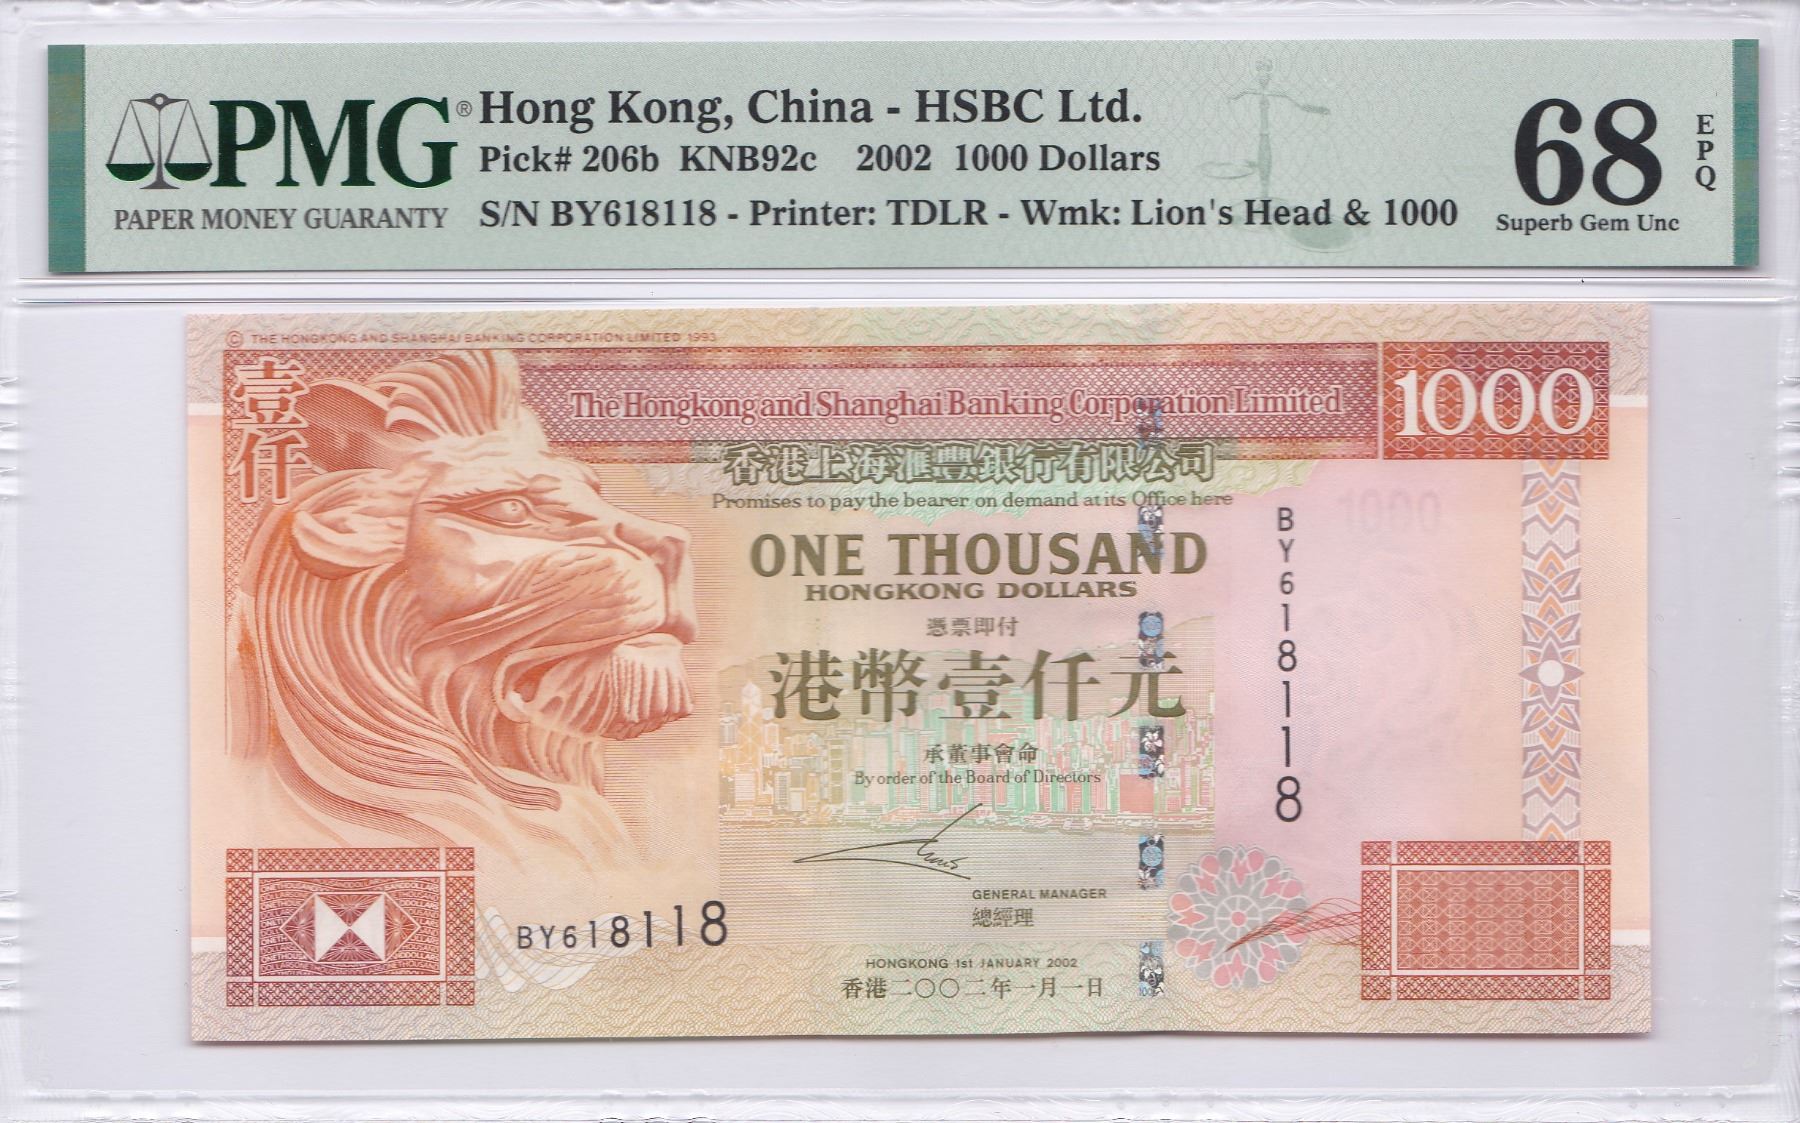 PMG®
PAPER MONEY GUARANTY
Hong Kong, China - HSBC Ltd.
Pick# 206b KNB92c 2002 1000 Dollars
S/N BY618118 - Printer: TDLR - Wmk: Lion's Head & 1000
68
EPQ
Superb Gem Unc
© THE HONGKONG AND SHANGHAI BANKING CORPORATION LIMITED 1993
壹仟
The Hongkong and Shanghai Banking Corporation Limited
1000
香港上海滙豐銀行有限公司
Promises to pay the bearer on demand at its Office here
ONE THOUSAND
HONGKONG DOLLARS
憑票即付
港幣壹仟元
1000
BY618118
承董事會命
By order of the Board of Directors
GENERAL MANAGER
總經理
BY618118
HONGKONG 1st JANUARY 2002
香港二〇〇二年一月一日